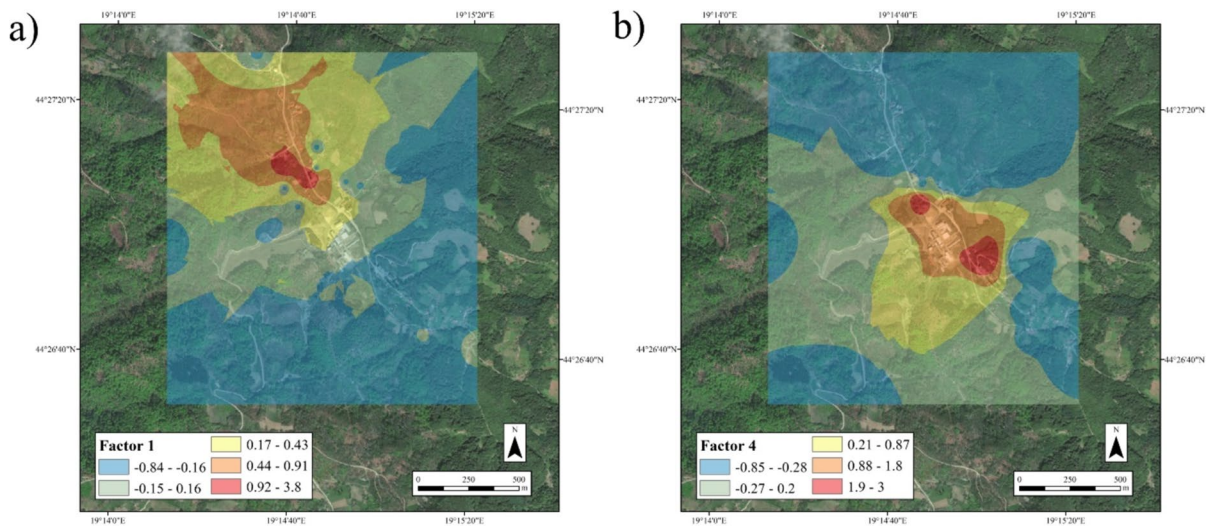 a)
19°14'0"E
19°14'40"E
19°15'20"E
44°27'20"N
44°27'20"N
44°26'40"N
44°26'40"N
Factor 1
-0.84 - -0.16
-0.15 - 0.16
0.17 - 0.43
0.44 - 0.91
0.92 - 3.8
N
0 250 500
m
19°14'0"E
19°14'40"E
19°15'20"E
b)
19°14'0"E
19°14'40"E
19°15'20"E
44°27'20"N
44°27'20"N
44°26'40"N
44°26'40"N
Factor 4
-0.85 - -0.28
-0.27 - 0.2
0.21 - 0.87
0.88 - 1.8
1.9 - 3
N
0 250 500
m
19°14'0"E
19°14'40"E
19°15'20"E